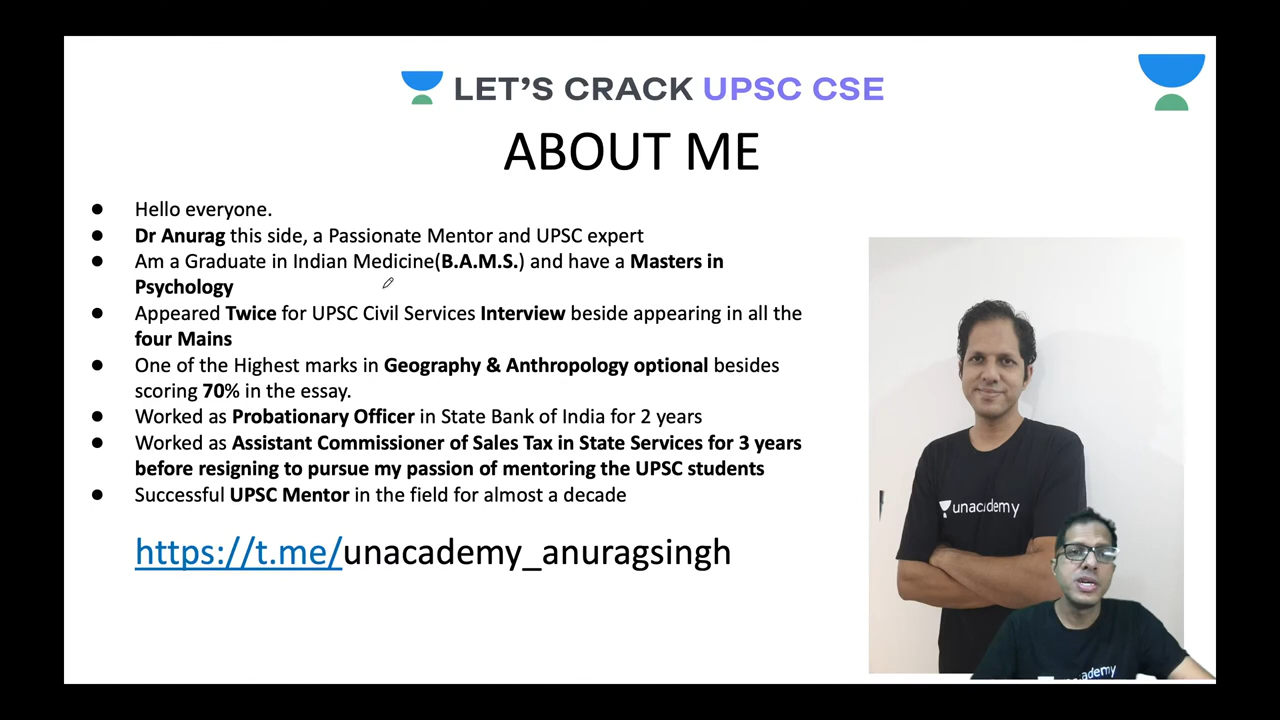 LET'S CRACK UPSC CSE
ABOUT ME
● Hello everyone.
● Dr Anurag this side, a Passionate Mentor and UPSC expert
● Am a Graduate in Indian Medicine(B.A.M.S.) and have a Masters in
Psychology
● Appeared Twice for UPSC Civil Services Interview beside appearing in all the
four Mains
● One of the Highest marks in Geography & Anthropology optional besides
scoring 70% in the essay.
● Worked as Probationary Officer in State Bank of India for 2 years
● Worked as Assistant Commissioner of Sales Tax in State Services for 3 years
before resigning to pursue my passion of mentoring the UPSC students
● Successful UPSC Mentor in the field for almost a decade
https://t.me/unacademy_anuragsingh
unacademy